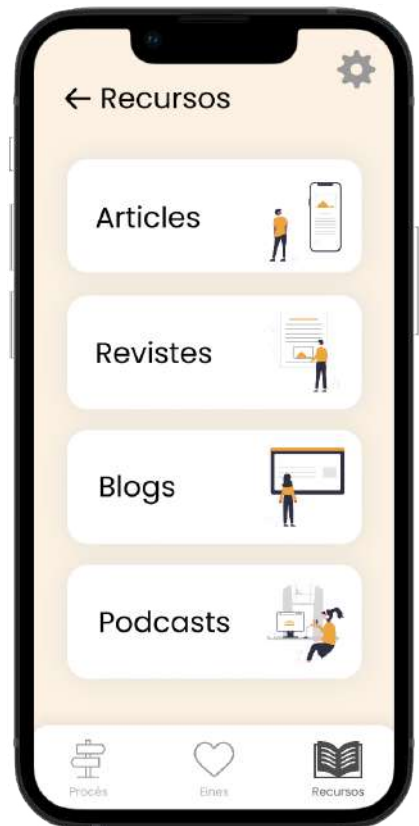 ← Recursos
Articles
Revistes
Blogs
Podcasts
Procés
Eines
Recursos